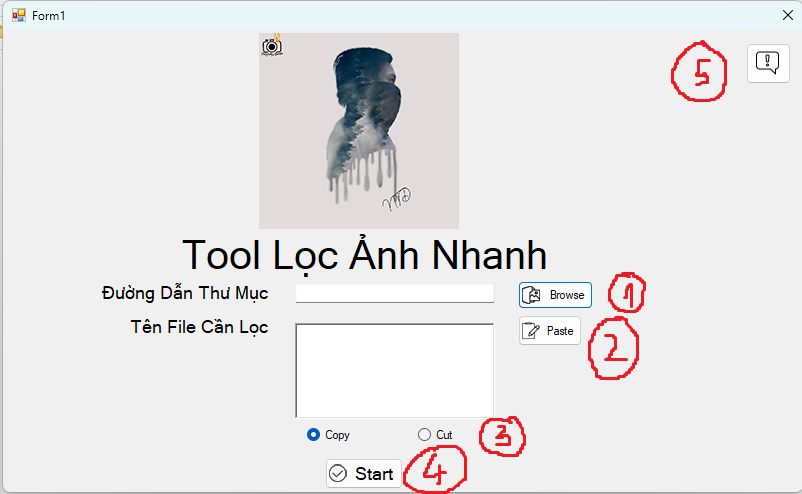 Form1
5
Tool Lọc Ảnh Nhanh
Đường Dẫn Thư Mục Browse 1
Tên File Cần Lọc Paste 2
Copy Cut 3
Start 4